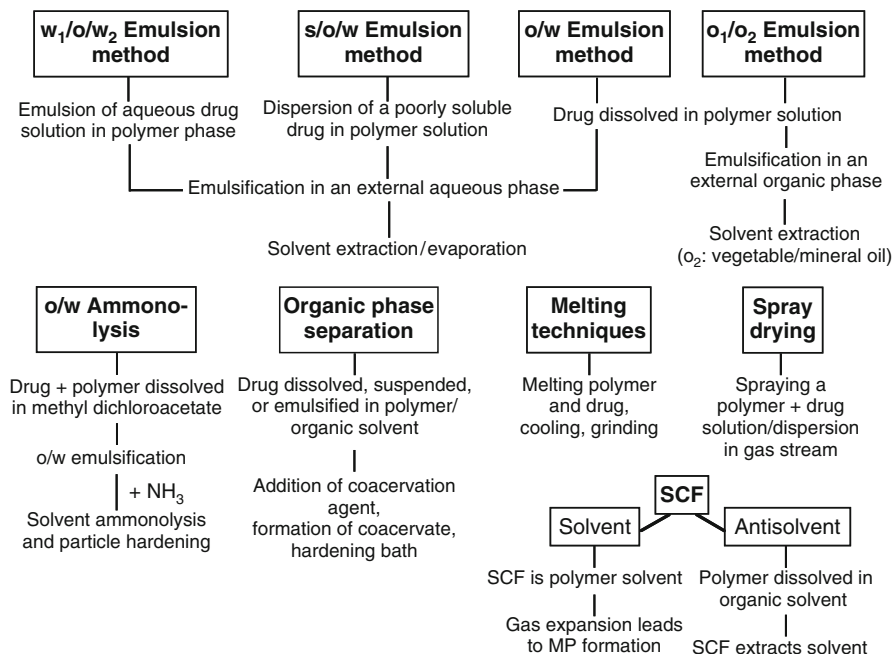 w₁/o/w₂ Emulsion
method
s/o/w Emulsion
method
o/w Emulsion
method
o₁/o₂ Emulsion
method
Emulsion of aqueous drug
solution in polymer phase
Dispersion of a poorly soluble
drug in polymer solution
Drug dissolved in polymer solution
Emulsification in an external aqueous phase
Emulsification in an
external organic phase
Solvent extraction/evaporation
Solvent extraction
(o₂: vegetable/mineral oil)
o/w Ammono-
lysis
Organic phase
separation
Melting
techniques
Spray
drying
Drug + polymer dissolved
in methyl dichloroacetate
o/w emulsification
+ NH₃
Solvent ammonolysis
and particle hardening
Drug dissolved, suspended,
or emulsified in polymer/
organic solvent
Addition of coacervation
agent,
formation of coacervate,
hardening bath
Melting polymer
and drug,
cooling, grinding
Spraying a
polymer + drug
solution/dispersion
in gas stream
SCF
Solvent
Antisolvent
SCF is polymer solvent
Gas expansion leads
to MP formation
Polymer dissolved in
organic solvent
SCF extracts solvent